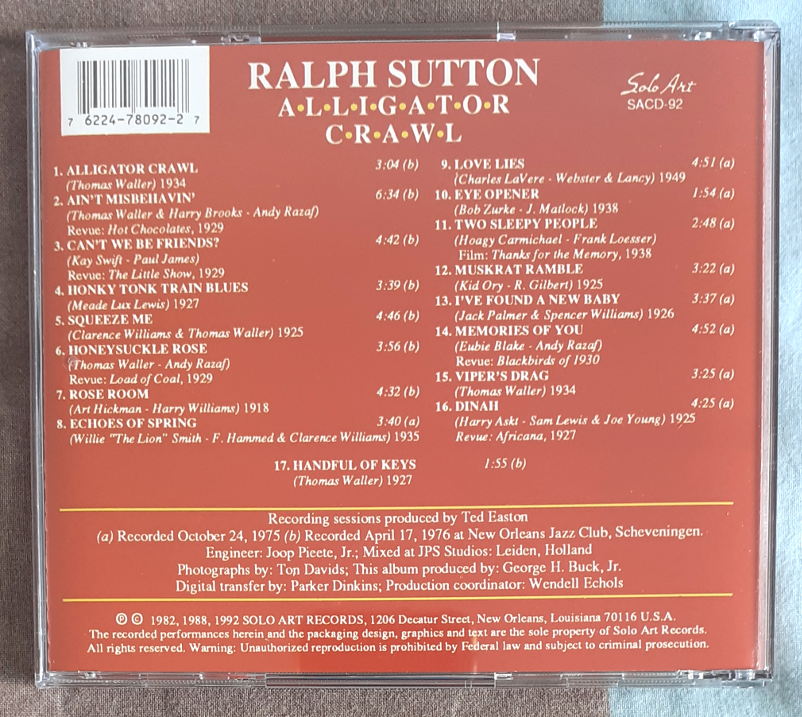 7 6224-78092-2 7
RALPH SUTTON
A•L•L•I•G•A•T•O•R
C•R•A•W•L
Solo Art
SACD-92
1. ALLIGATOR CRAWL 3:04 (b)
(Thomas Waller) 1934
2. AIN'T MISBEHAVIN' 6:34 (b)
(Thomas Waller & Harry Brooks - Andy Razaf)
Revue: Hot Chocolates, 1929
3. CAN'T WE BE FRIENDS? 4:42 (b)
(Kay Swift - Paul James)
Revue: The Little Show, 1929
4. HONKY TONK TRAIN BLUES 3:39 (b)
(Meade Lux Lewis) 1927
5. SQUEEZE ME 4:46 (b)
(Clarence Williams & Thomas Waller) 1925
6. HONEYSUCKLE ROSE 3:56 (b)
(Thomas Waller - Andy Razaf)
Revue: Load of Coal, 1929
7. ROSE ROOM 4:32 (b)
(Art Hickman - Harry Williams) 1918
8. ECHOES OF SPRING 3:40 (a)
(Willie "The Lion" Smith - F. Hammed & Clarence Williams) 1935
9. LOVE LIES 4:51 (a)
(Charles LaVere - Webster & Lancy) 1949
10. EYE OPENER 1:54 (a)
(Bob Zurke - J. Matlock) 1938
11. TWO SLEEPY PEOPLE 2:48 (a)
(Hoagy Carmichael - Frank Loesser)
Film: Thanks for the Memory, 1938
12. MUSKRAT RAMBLE 3:22 (a)
(Kid Ory - R. Gilbert) 1925
13. I'VE FOUND A NEW BABY 3:37 (a)
(Jack Palmer & Spencer Williams) 1926
14. MEMORIES OF YOU 4:52 (a)
(Eubie Blake - Andy Razaf)
Revue: Blackbirds of 1930
15. VIPER'S DRAG 3:25 (a)
(Thomas Waller) 1934
16. DINAH 4:25 (a)
(Harry Askt - Sam Lewis & Joe Young) 1925
Revue: Africana, 1927
17. HANDFUL OF KEYS 1:55 (b)
(Thomas Waller) 1927
Recording sessions produced by Ted Easton
(a) Recorded October 24, 1975 (b) Recorded April 17, 1976 at New Orleans Jazz Club, Scheveningen.
Engineer: Joop Pieete, Jr.; Mixed at JPS Studios: Leiden, Holland
Photographs by: Ton Davids; This album produced by: George H. Buck, Jr.
Digital transfer by: Parker Dinkins; Production coordinator: Wendell Echols
℗ © 1982, 1988, 1992 SOLO ART RECORDS, 1206 Decatur Street, New Orleans, Louisiana 70116 U.S.A.
The recorded performances herein and the packaging design, graphics and text are the sole property of Solo Art Records.
All rights reserved. Warning: Unauthorized reproduction is prohibited by Federal law and subject to criminal prosecution.